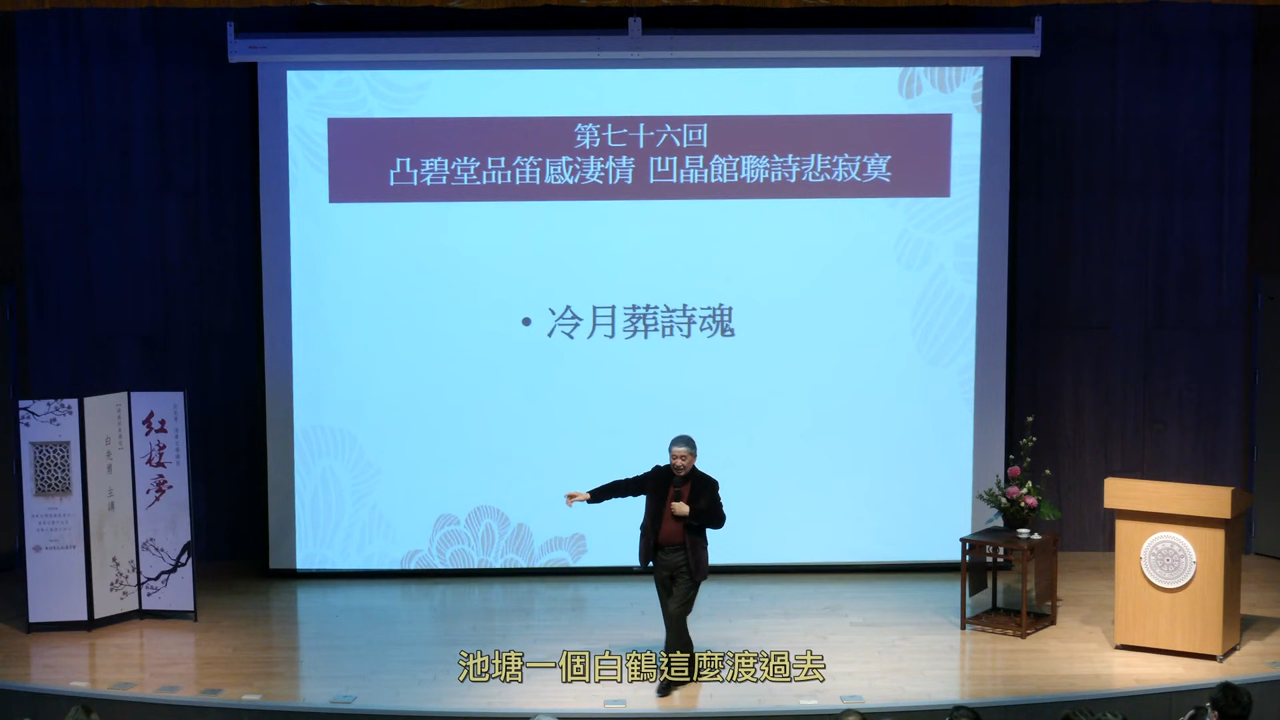 第七十六回
凸碧堂品笛感淒情 凹晶館聯詩悲寂寞
• 冷月葬詩魂
紅樓夢
白先勇 主講
池塘一個白鶴這麼渡過去